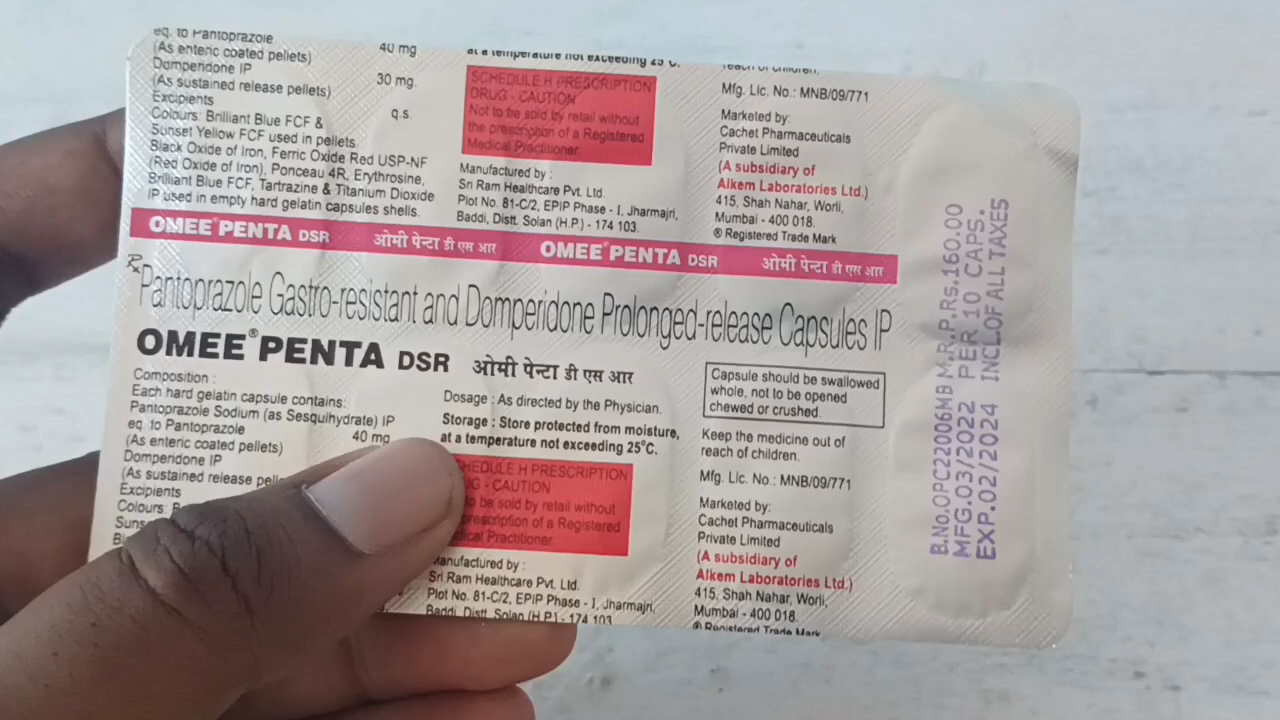 eq. to Pantoprazole
(As enteric coated pellets) 40 mg
Domperidone IP
(As sustained release pellets) 30 mg.
Excipients q.s.
Colours: Brilliant Blue FCF &
Sunset Yellow FCF used in pellets
Black Oxide of Iron, Ferric Oxide Red USP-NF
(Red Oxide of Iron), Ponceau 4R, Erythrosine,
Brilliant Blue FCF, Tartrazine & Titanium Dioxide
IP used in empty hard gelatin capsules shells.
at a temperature not exceeding 25°C.
SCHEDULE H PRESCRIPTION
DRUG - CAUTION
Not to be sold by retail without
the prescription of a Registered
Medical Practitioner.
Manufactured by :
Sri Ram Healthcare Pvt. Ltd.
Plot No. 81-C/2, EPIP Phase - I, Jharmajri,
Baddi, Distt. Solan (H.P.) - 174 103.
reach of children.
Mfg. Lic. No.: MNB/09/771
Marketed by:
Cachet Pharmaceuticals
Private Limited
(A subsidiary of
Alkem Laboratories Ltd.)
415, Shah Nahar, Worli,
Mumbai - 400 018.
® Registered Trade Mark
OMEE® PENTA DSR ओमी पेन्टा डी एस आर OMEE® PENTA DSR ओमी पेन्टा डी एस आर
Rx
Pantoprazole Gastro-resistant and Domperidone Prolonged-release Capsules IP
OMEE® PENTA DSR ओमी पेन्टा डी एस आर
Composition :
Each hard gelatin capsule contains:
Pantoprazole Sodium (as Sesquihydrate) IP
eq. to Pantoprazole 40 mg
(As enteric coated pellets)
Domperidone IP
(As sustained release
Excipients
Colours:
Dosage : As directed by the Physician.
Storage : Store protected from moisture,
at a temperature not exceeding 25°C.
HEDULE H PRESCRIPTION
UG - CAUTION
o be sold by retail without
prescription of a Registered
dical Practitioner.
Manufactured by :
Sri Ram Healthcare Pvt. Ltd.
Plot No. 81-C/2, EPIP Phase - I, Jharmajri,
Baddi, Distt. Solan (H.P.) - 174 103
Capsule should be swallowed
whole, not to be opened
chewed or crushed.
Keep the medicine out of
reach of children.
Mfg. Lic. No.: MNB/09/771
Marketed by:
Cachet Pharmaceuticals
Private Limited
(A subsidiary of
Alkem Laboratories Ltd.)
415, Shah Nahar, Worli,
Mumbai - 400 018.
® Registered Trade Mark
B.No.OPC22006MB M.R.P.Rs.160.00
MFG.03/2022 PER 10 CAPS.
EXP.02/2024 INCL.OF ALL TAXES